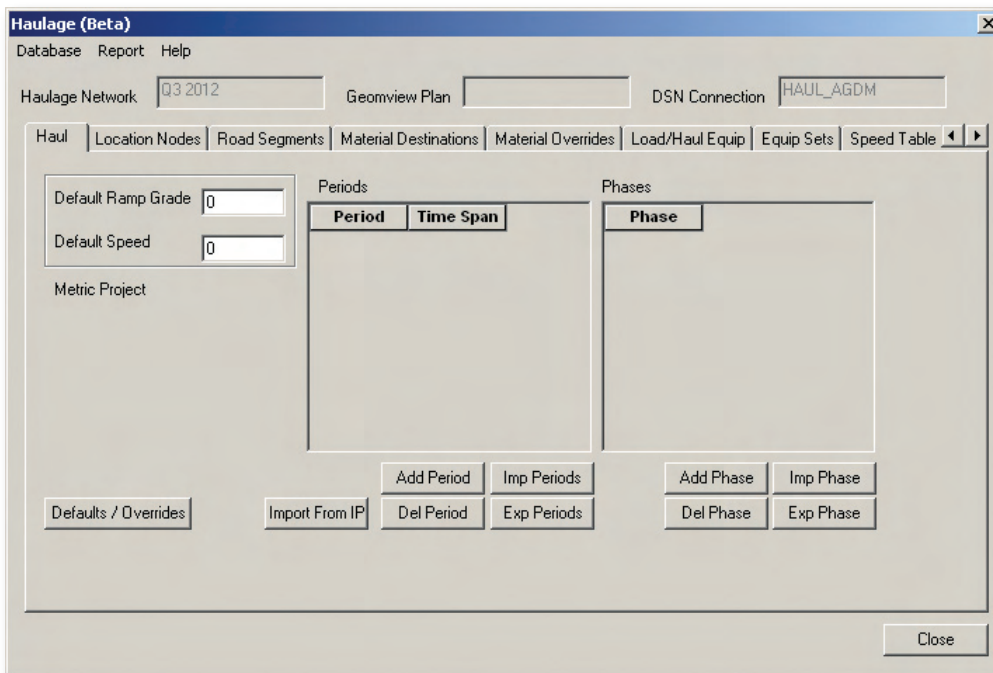 Haulage (Beta)
Database Report Help
Haulage Network Q3 2012 Geomview Plan DSN Connection HAUL_AGDM
Haul Location Nodes Road Segments Material Destinations Material Overrides Load/Haul Equip Equip Sets Speed Table
Default Ramp Grade 0
Default Speed 0
Metric Project
Periods
Period Time Span
Phases
Phase
Add Period Imp Periods
Add Phase Imp Phase
Defaults / Overrides Import From IP Del Period Exp Periods
Del Phase Exp Phase
Close